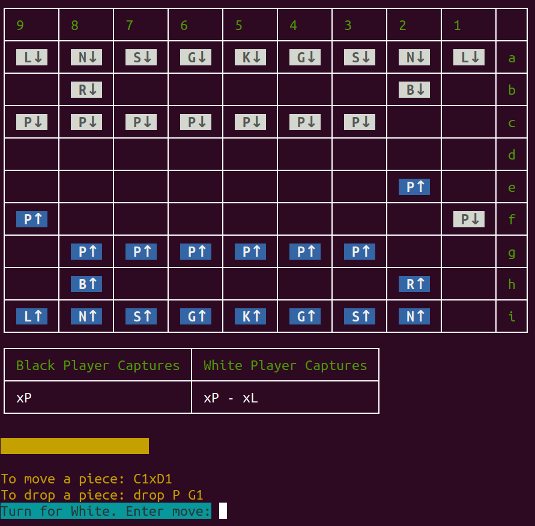 9 8 7 6 5 4 3 2 1
L↓ N↓ S↓ G↓ K↓ G↓ S↓ N↓ L↓ a
R↓ B↓ b
P↓ P↓ P↓ P↓ P↓ P↓ P↓ c
d
P↑ e
P↑ P↓ f
P↑ P↑ P↑ P↑ P↑ P↑ g
B↑ R↑ h
L↑ N↑ S↑ G↑ K↑ G↑ S↑ N↑ i
Black Player Captures White Player Captures
xP xP - xL
To move a piece: C1xD1
To drop a piece: drop P G1
Turn for White. Enter move: